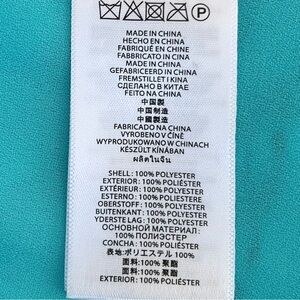 MADE IN CHINA
HECHO EN CHINA
FABRIQUÉ EN CHINE
FABBRICATO IN CINA
MADE IN CHINA
GEFABRICEERD IN CHINA
FREMSTILLET I KINA
СДЕЛАНО В КИТАЕ
FEITO NA CHINA
中国製
中国制造
中國製造
FABRICADO NA CHINA
VYROBENO V ČÍNĚ
WYPRODUKOWANO W CHINACH
KÉSZÜLT KÍNÁBAN
ผลิตในจีน
SHELL: 100% POLYESTER
EXTERIOR: 100% POLIÉSTER
EXTÉRIEUR: 100% POLYESTER
ESTERNO: 100% POLIESTERE
OBERSTOFF: 100% POLYESTER
BUITENKANT: 100% POLYESTER
YDERSTE LAG: 100% POLYESTER
ОСНОВНОЙ МАТЕРИАЛ:
100% ПОЛИЭСТЕР
CONCHA: 100% POLIÉSTER
表地: ポリエステル 100%
面料: 100% 聚酯
面料: 100% 聚酯
EXTERIOR: 100% POLIÉSTER